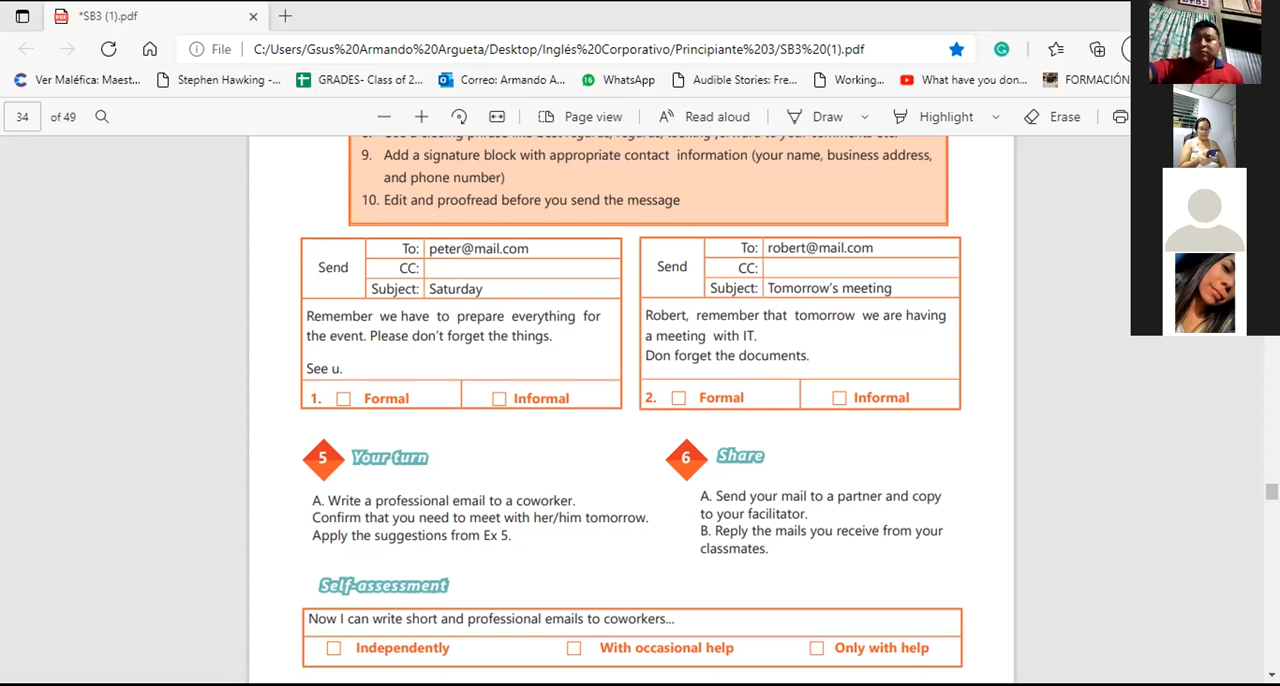 *SB3 (1).pdf
File
C:/Users/Gsus%20Armando%20Argueta/Desktop/Inglés%20Corporativo/Principiante%203/SB3%20(1).pdf
Ver Maléfica: Maest...
Stephen Hawking -...
GRADES- Class of 2...
Correo: Armando A...
WhatsApp
Audible Stories: Fre...
Working...
What have you don...
FORMACIÓN
34 of 49
Page view
Read aloud
Draw
Highlight
Erase
9. Add a signature block with appropriate contact information (your name, business address,
and phone number)
10. Edit and proofread before you send the message
Send
To: peter@mail.com
CC:
Subject: Saturday
Remember we have to prepare everything for
the event. Please don't forget the things.
See u.
1. Formal Informal
Send
To: robert@mail.com
CC:
Subject: Tomorrow's meeting
Robert, remember that tomorrow we are having
a meeting with IT.
Don forget the documents.
2. Formal Informal
5 Your turn
A. Write a professional email to a coworker.
Confirm that you need to meet with her/him tomorrow.
Apply the suggestions from Ex 5.
6 Share
A. Send your mail to a partner and copy
to your facilitator.
B. Reply the mails you receive from your
classmates.
Self-assessment
Now I can write short and professional emails to coworkers...
Independently With occasional help Only with help